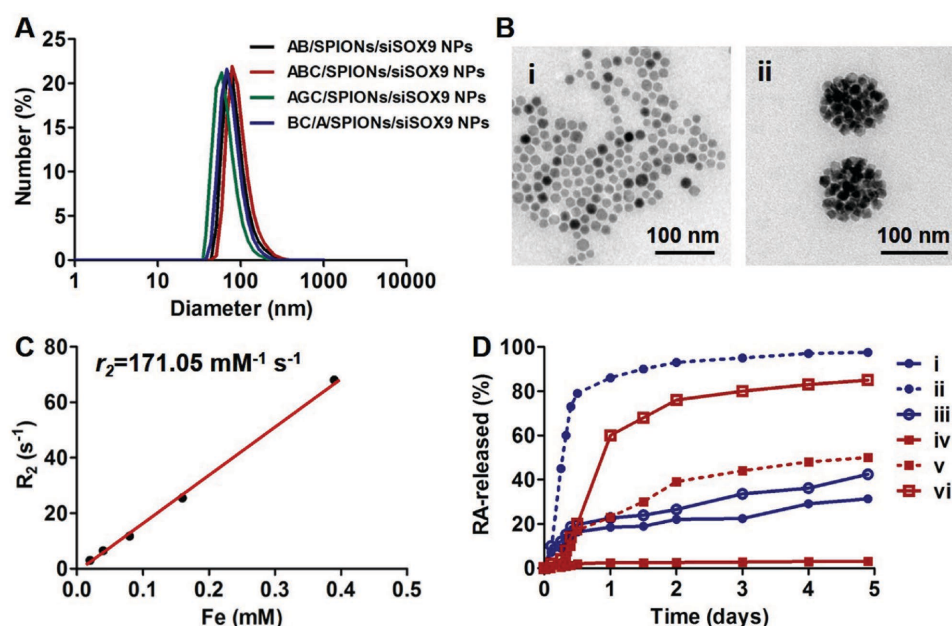 A
AB/SPIONs/siSOX9 NPs
ABC/SPIONs/siSOX9 NPs
AGC/SPIONs/siSOX9 NPs
BC/A/SPIONs/siSOX9 NPs
Number (%)
25
20
15
10
5
0
1 10 100 1000 10000
Diameter (nm)
B
i
100 nm
ii
100 nm
C
r₂=171.05 mM⁻¹ s⁻¹
R₂ (s⁻¹)
80
60
40
20
0
0.0 0.1 0.2 0.3 0.4 0.5
Fe (mM)
D
RA-released (%)
100
80
60
40
20
0
0 1 2 3 4 5
Time (days)
i
ii
iii
iv
v
vi